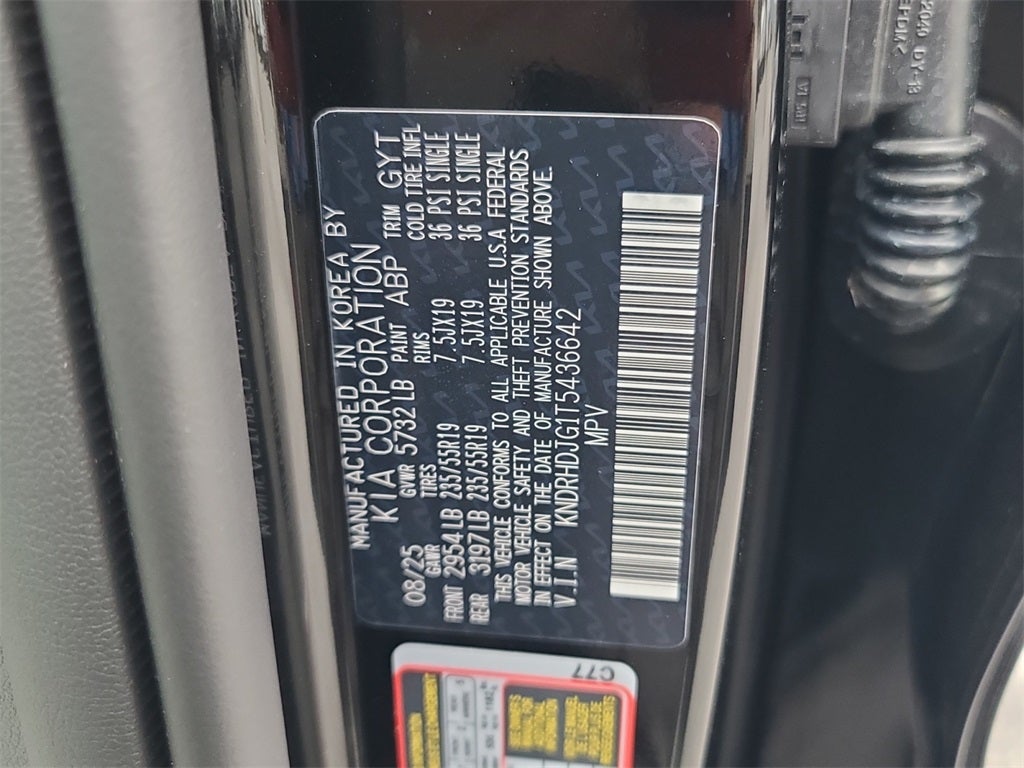 MANUFACTURED IN KOREA BY
KIA CORPORATION
08/25 GVWR 5732 LB PAINT ABP TRIM GYT
GAWR TIRES RIMS COLD TIRE INFL
FRONT 2954 LB 235/55R19 7.5JX19 36 PSI SINGLE
REAR 3197 LB 235/55R19 7.5JX19 36 PSI SINGLE
THIS VEHICLE CONFORMS TO ALL APPLICABLE U.S.A FEDERAL
MOTOR VEHICLE SAFETY AND THEFT PREVENTION STANDARDS
IN EFFECT ON THE DATE OF MANUFACTURE SHOWN ABOVE.
V.I.N KNDRHDJG1T5436642
MPV
C77